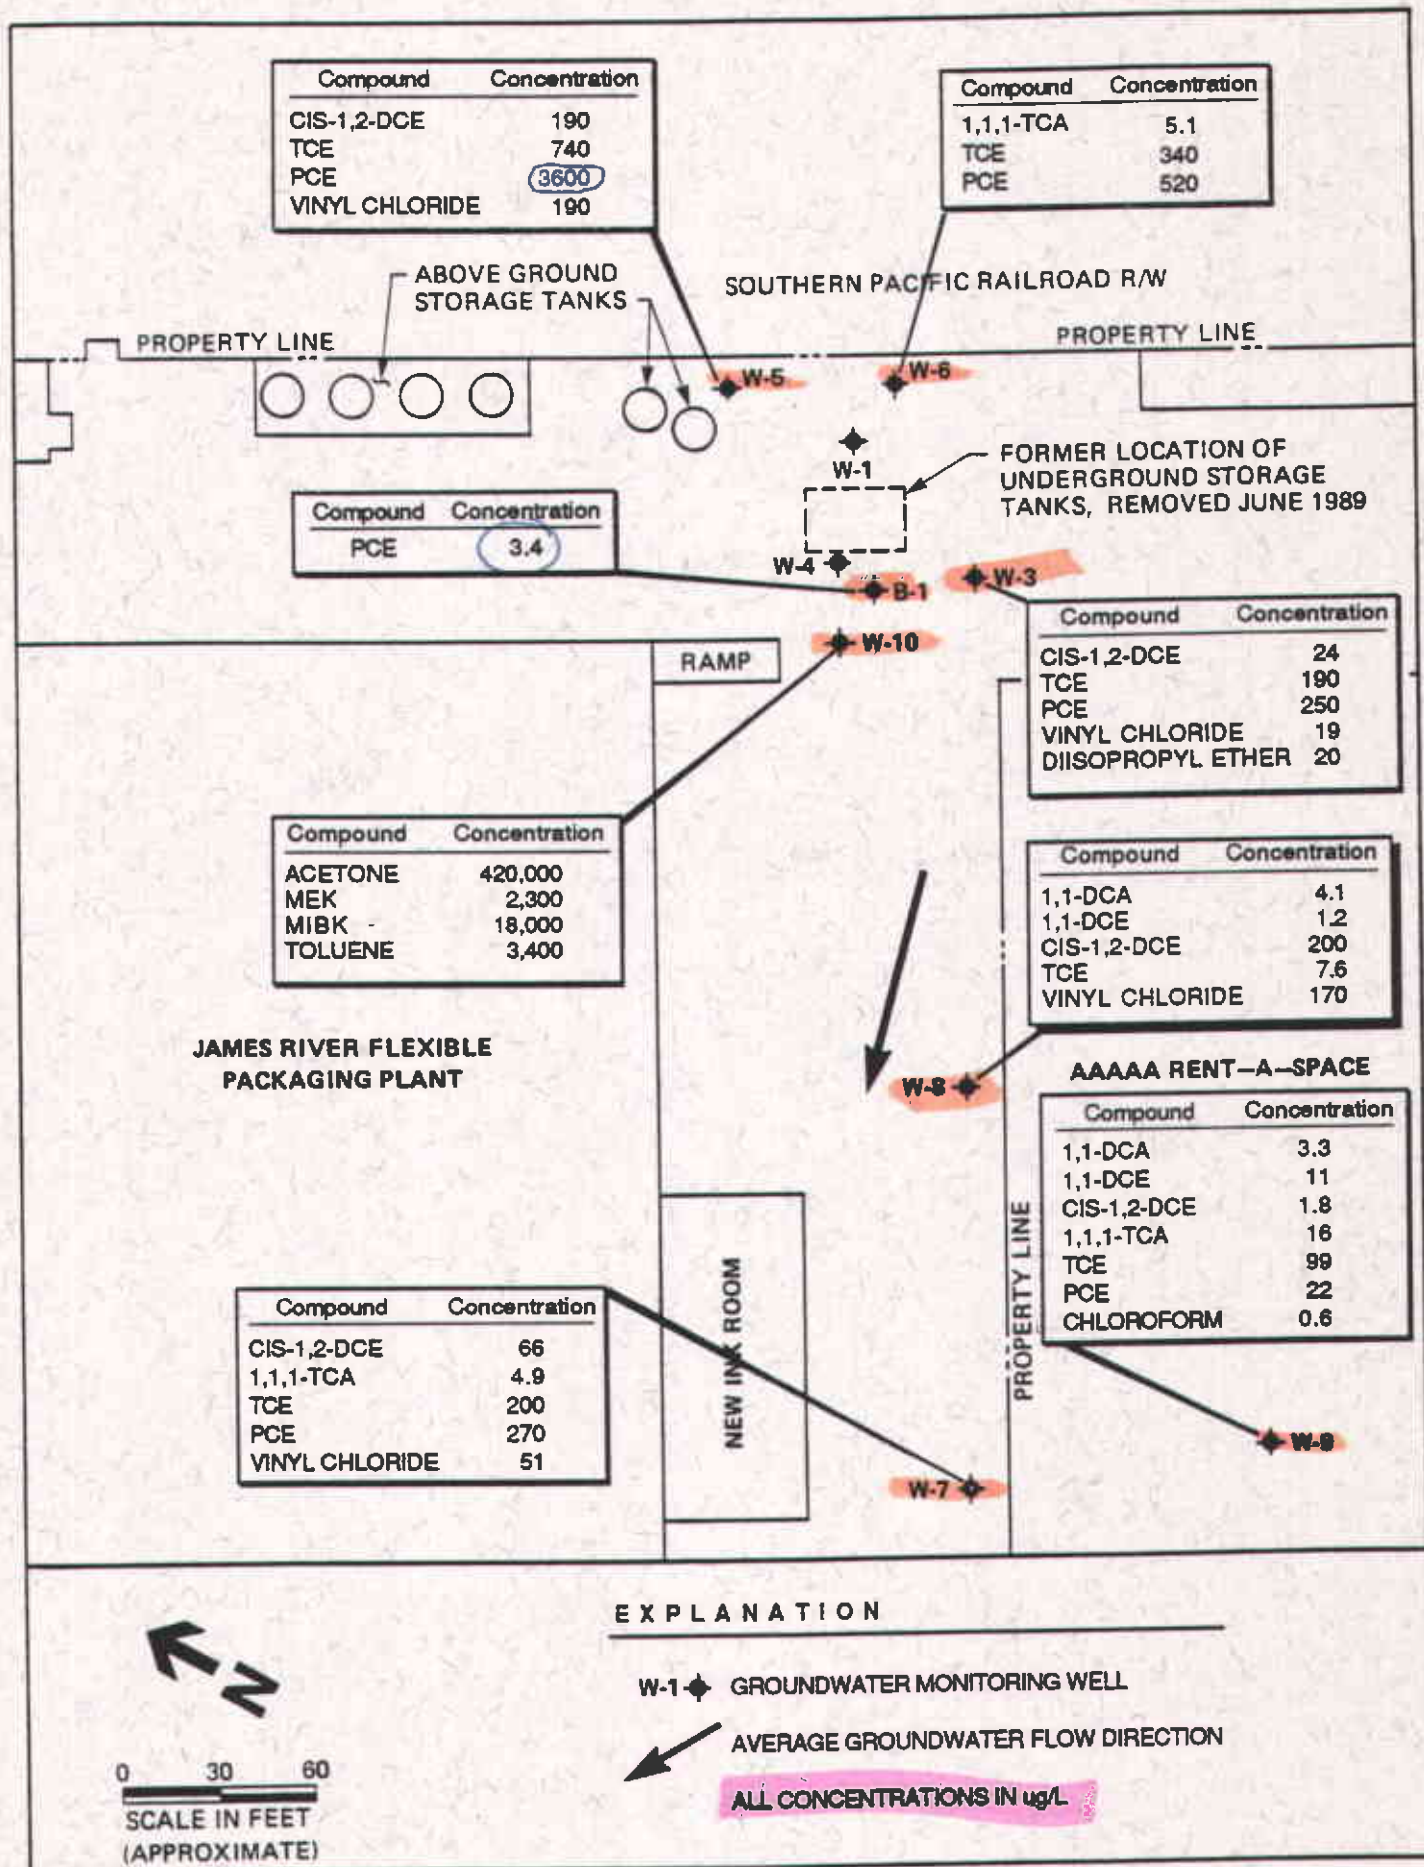 Compound Concentration
CIS-1,2-DCE 190
TCE 740
PCE 3600
VINYL CHLORIDE 190
Compound Concentration
1,1,1-TCA 5.1
TCE 340
PCE 520
ABOVE GROUND
STORAGE TANKS
SOUTHERN PACIFIC RAILROAD R/W
PROPERTY LINE
PROPERTY LINE
W-5
W-6
W-1
FORMER LOCATION OF
UNDERGROUND STORAGE
TANKS, REMOVED JUNE 1989
Compound Concentration
PCE 3.4
W-4
B-1
W-3
W-10
RAMP
Compound Concentration
CIS-1,2-DCE 24
TCE 190
PCE 250
VINYL CHLORIDE 19
DIISOPROPYL ETHER 20
Compound Concentration
ACETONE 420,000
MEK 2,300
MIBK - 18,000
TOLUENE 3,400
Compound Concentration
1,1-DCA 4.1
1,1-DCE 1.2
CIS-1,2-DCE 200
TCE 7.6
VINYL CHLORIDE 170
JAMES RIVER FLEXIBLE
PACKAGING PLANT
W-8
AAAAA RENT-A-SPACE
Compound Concentration
1,1-DCA 3.3
1,1-DCE 11
CIS-1,2-DCE 1.8
1,1,1-TCA 16
TCE 99
PCE 22
CHLOROFORM 0.6
PROPERTY LINE
NEW INK ROOM
Compound Concentration
CIS-1,2-DCE 66
1,1,1-TCA 4.9
TCE 200
PCE 270
VINYL CHLORIDE 51
W-9
W-7
EXPLANATION
W-1 GROUNDWATER MONITORING WELL
AVERAGE GROUNDWATER FLOW DIRECTION
ALL CONCENTRATIONS IN ug/L
N
0 30 60
SCALE IN FEET
(APPROXIMATE)